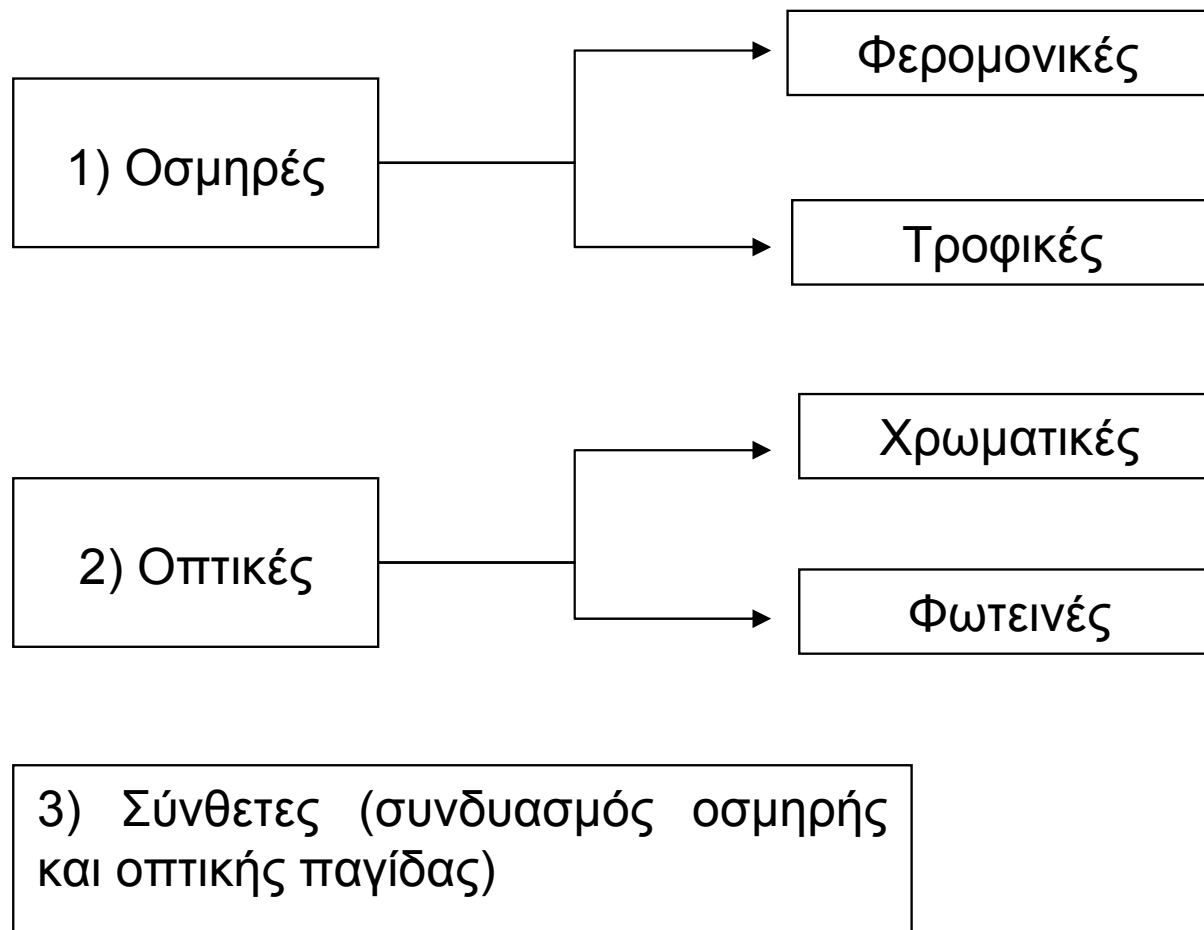 Φερομονικές
1) Οσμηρές
Τροφικές
Χρωματικές
2) Οπτικές
Φωτεινές
3) Σύνθετες (συνδυασμός οσμηρής
και οπτικής παγίδας)